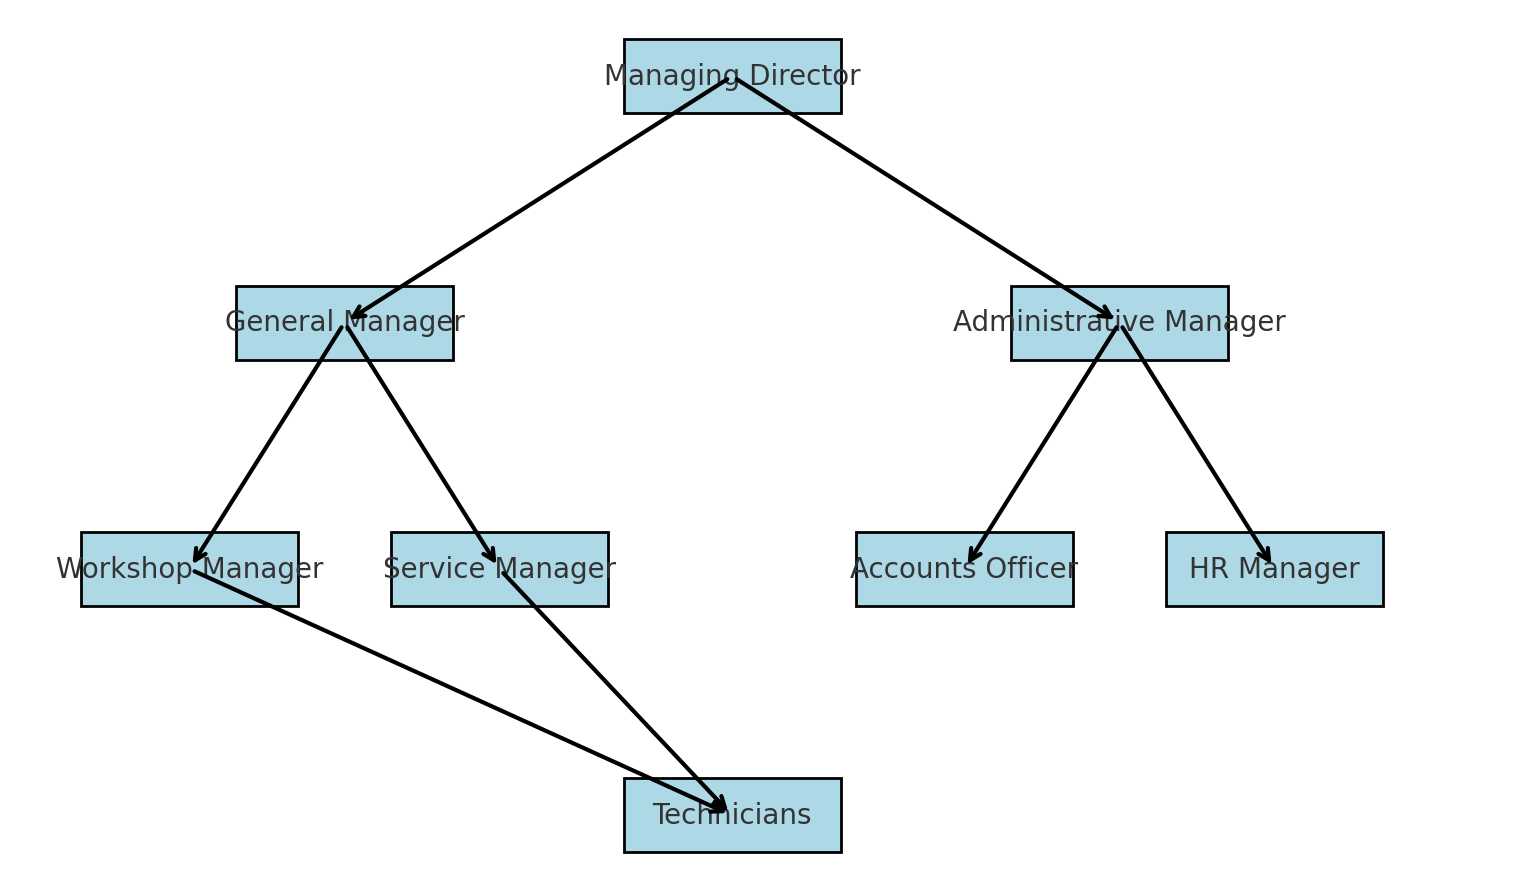 Managing Director
General Manager
Administrative Manager
Workshop Manager
Service Manager
Accounts Officer
HR Manager
Technicians